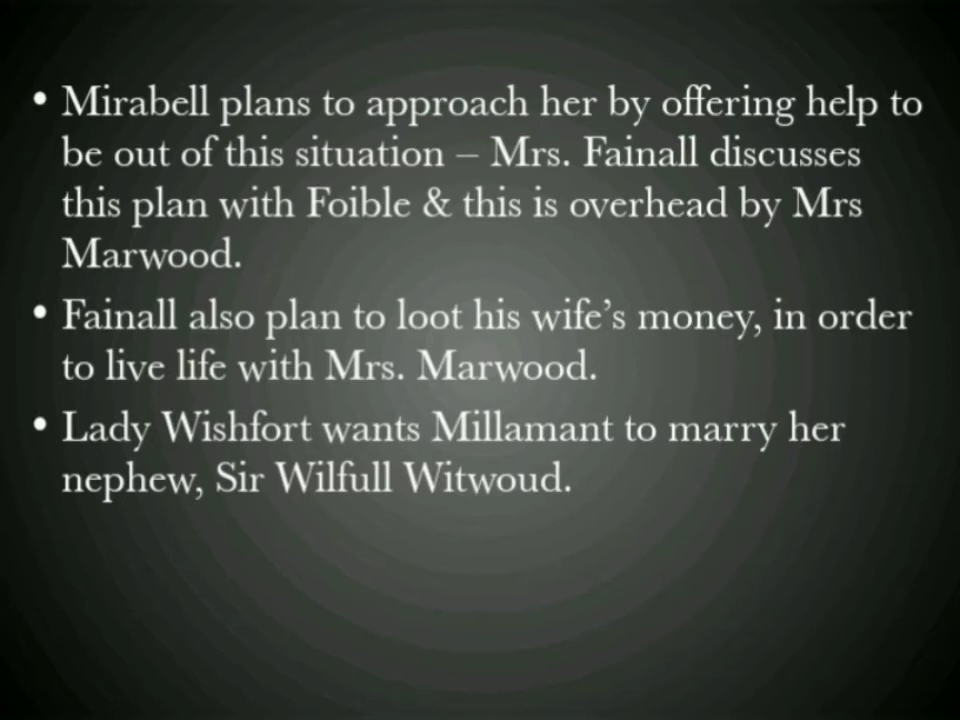 • Mirabell plans to approach her by offering help to
be out of this situation – Mrs. Fainall discusses
this plan with Foible & this is overhead by Mrs
Marwood.
• Fainall also plan to loot his wife’s money, in order
to live life with Mrs. Marwood.
• Lady Wishfort wants Millamant to marry her
nephew, Sir Wilfull Witwoud.